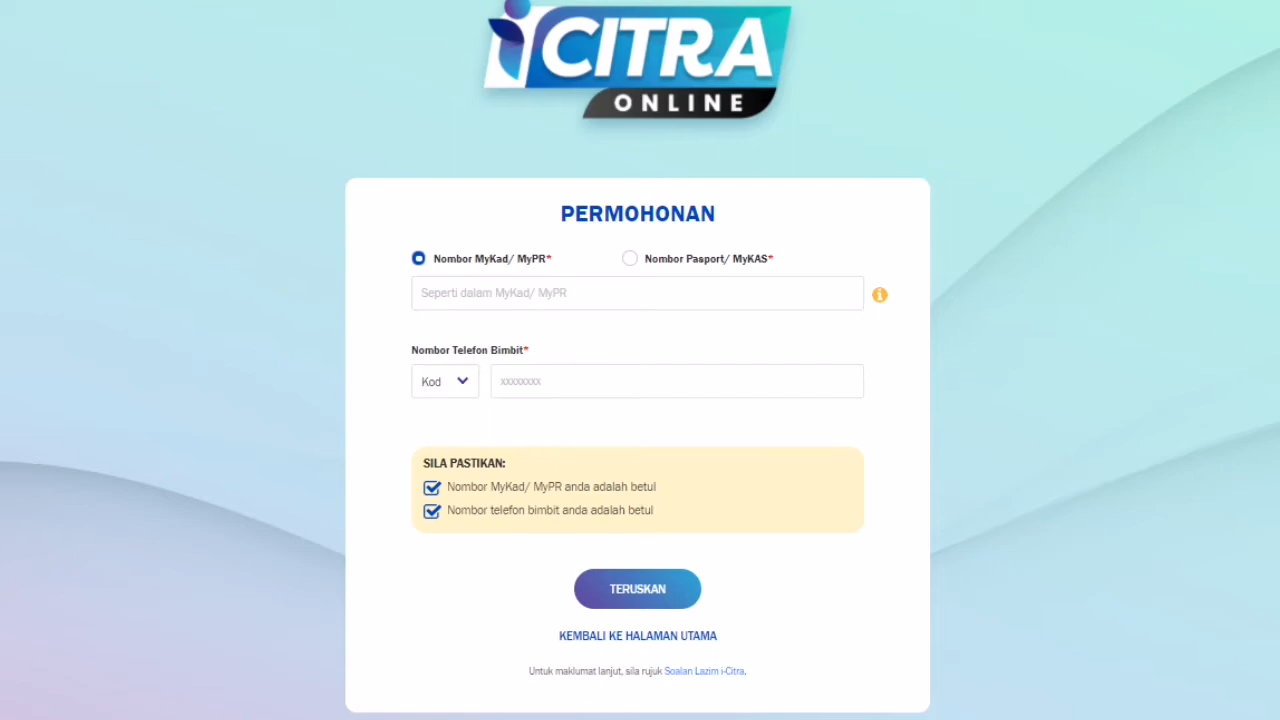 iCITRA
ONLINE
PERMOHONAN
Nombor MyKad/ MyPR* Nombor Pasport/ MyKAS*
Seperti dalam MyKad/ MyPR
Nombor Telefon Bimbit*
Kod xxxxxxxx
SILA PASTIKAN:
Nombor MyKad/ MyPR anda adalah betul
Nombor telefon bimbit anda adalah betul
TERUSKAN
KEMBALI KE HALAMAN UTAMA
Untuk maklumat lanjut, sila rujuk Soalan Lazim i-Citra.